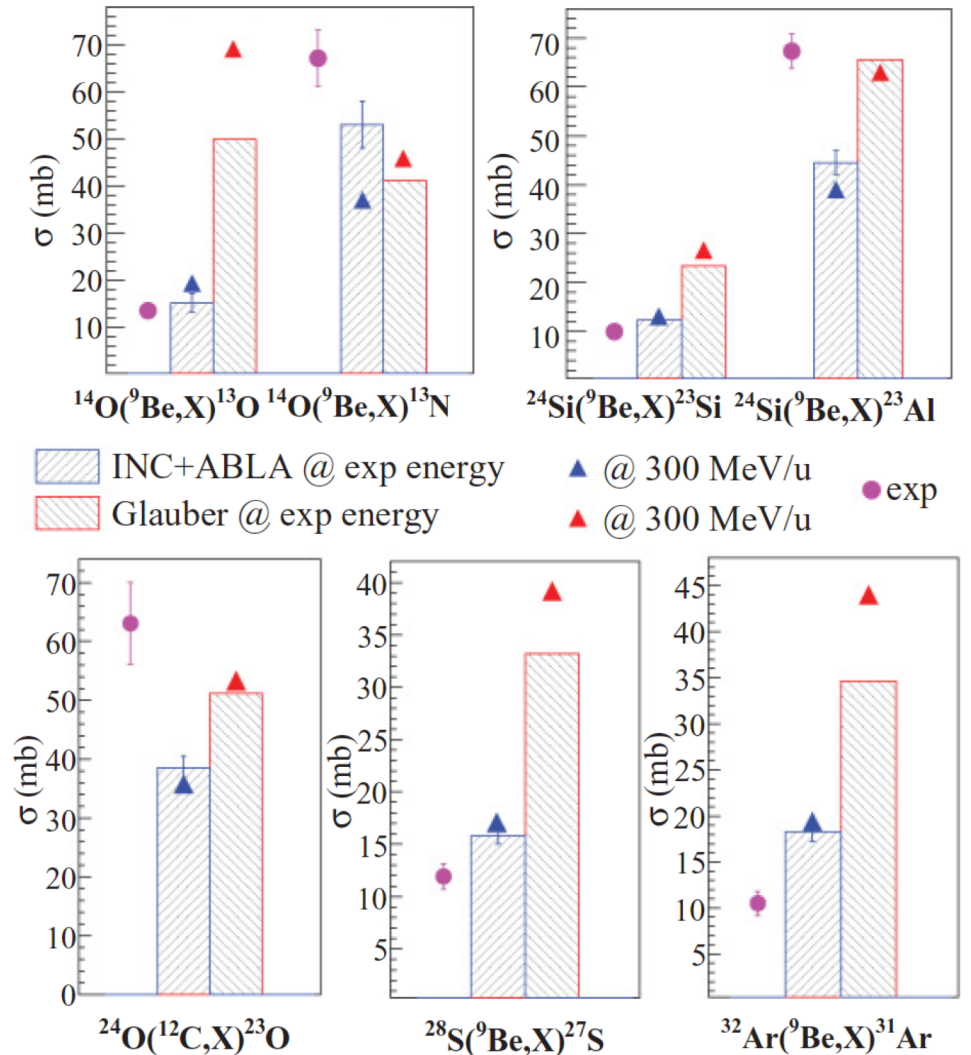 σ (mb)
70
60
50
40
30
20
10
¹⁴O(⁹Be,X)¹³O ¹⁴O(⁹Be,X)¹³N
σ (mb)
70
60
50
40
30
20
10
²⁴Si(⁹Be,X)²³Si ²⁴Si(⁹Be,X)²³Al
INC+ABLA @ exp energy
Glauber @ exp energy
@ 300 MeV/u
@ 300 MeV/u
exp
σ (mb)
70
60
50
40
30
20
10
0
²⁴O(¹²C,X)²³O
σ (mb)
40
35
30
25
20
15
10
5
²⁸S(⁹Be,X)²⁷S
σ (mb)
45
40
35
30
25
20
15
10
5
³²Ar(⁹Be,X)³¹Ar